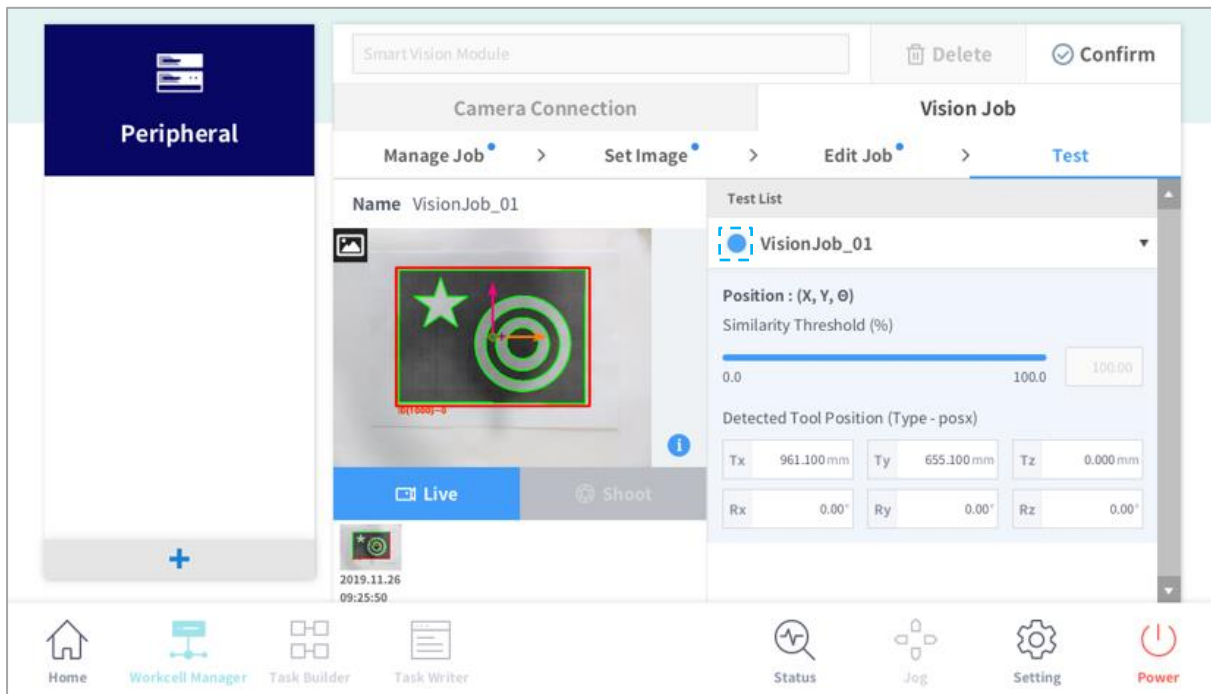 Peripheral
Smart Vision Module
Delete
Confirm
Camera Connection
Vision Job
Manage Job > Set Image > Edit Job > Test
Name VisionJob_01
Live
Shoot
2019.11.26
09:25:50
Test List
VisionJob_01
Position : (X, Y, Θ)
Similarity Threshold (%)
0.0
100.0
100.00
Detected Tool Position (Type - posx)
Tx 961.100 mm Ty 655.100 mm Tz 0.000 mm
Rx 0.00° Ry 0.00° Rz 0.00°
Home
Workcell Manager
Task Builder
Task Writer
Status
Jog
Setting
Power